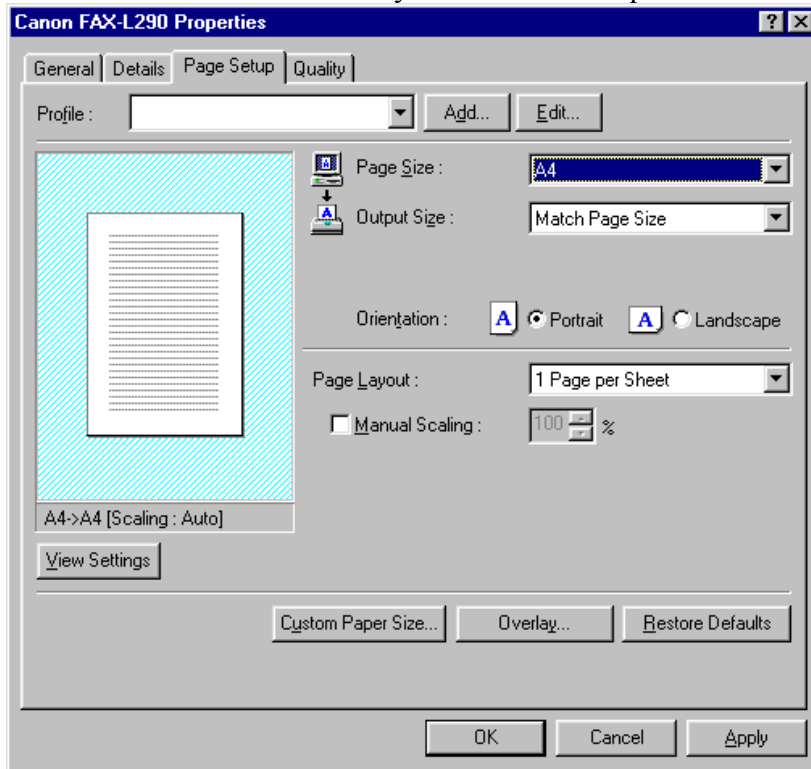 Canon FAX-L290 Properties
General Details Page Setup Quality
Profile : Add... Edit...
Page Size : A4
Output Size : Match Page Size
Orientation : A Portrait A Landscape
Page Layout : 1 Page per Sheet
Manual Scaling : 100 %
A4->A4 [Scaling : Auto]
View Settings
Custom Paper Size... Overlay... Restore Defaults
OK Cancel Apply